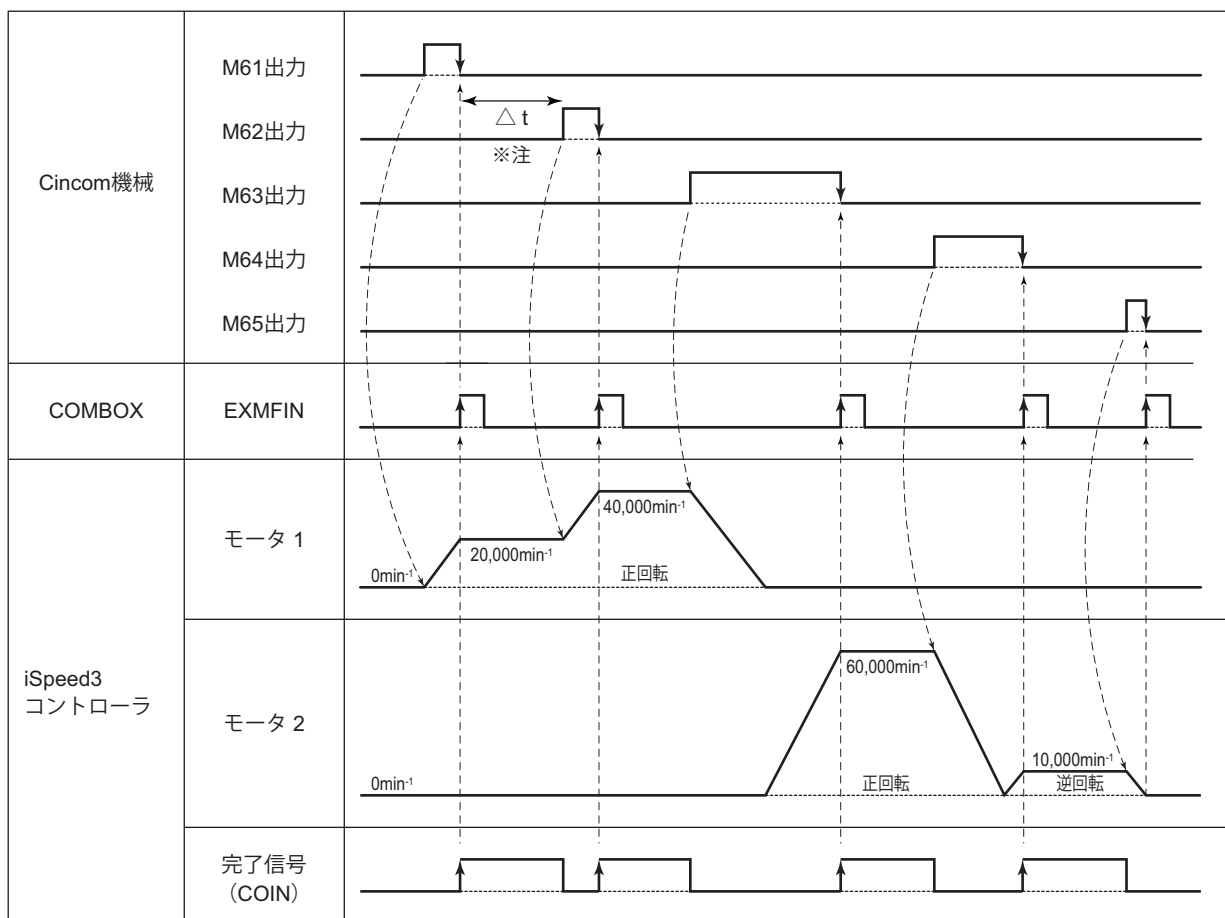 Cincom機械
M61出力
M62出力
△ t
※注
M63出力
M64出力
M65出力
COMBOX
EXMFIN
iSpeed3
コントローラ
モータ 1
0min-1
20,000min-1
40,000min-1
正回転
モータ 2
0min-1
60,000min-1
正回転
10,000min-1
逆回転
完了信号
（COIN）